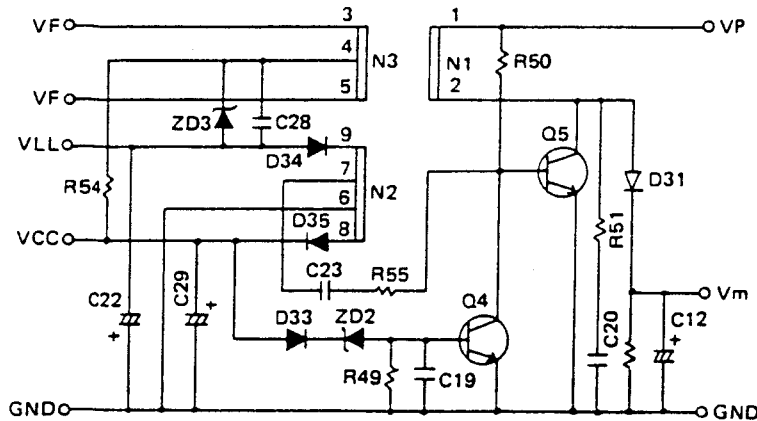 3 1
VF VP
4 N3 N1 R50
5 2
VF
ZD3 C28 Q5
VLL 9
D34
7 D31
R54 N2
6 R51
D35
VCC 8
C23 R55
C22 C29 Q4 Vm
+ D33 ZD2 C20 C12
+ +
R49 C19
GND GND